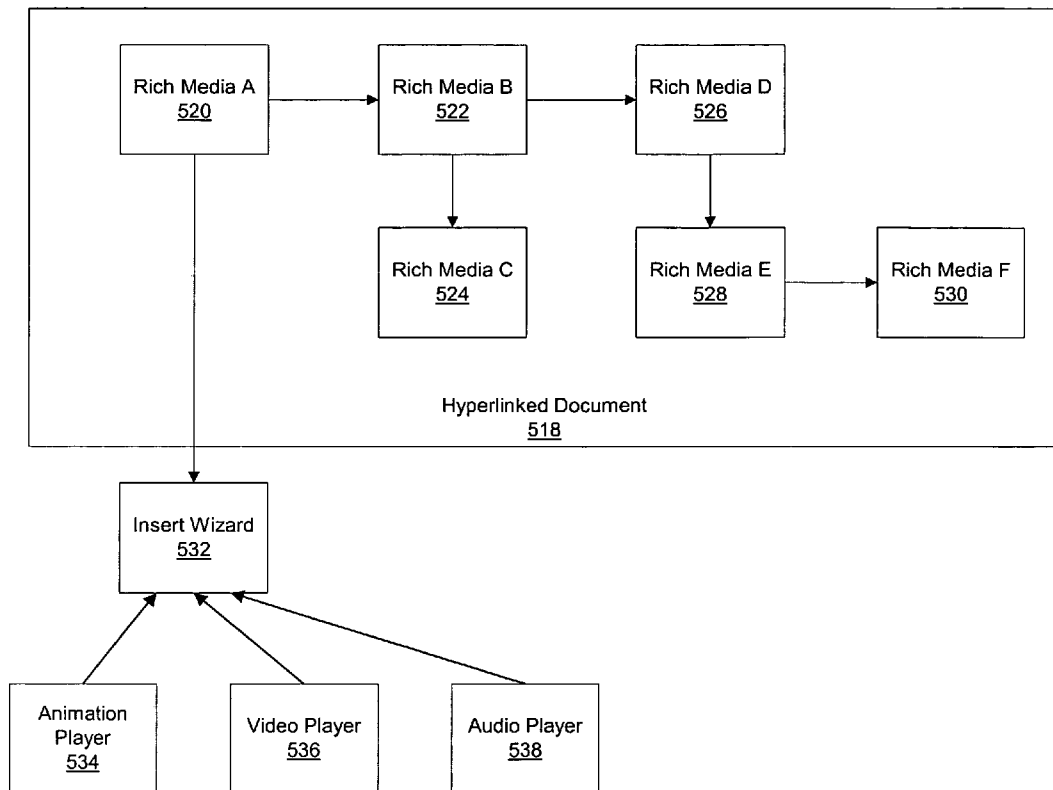 Rich Media A
520
Rich Media B
522
Rich Media D
526
Rich Media C
524
Rich Media E
528
Rich Media F
530
Hyperlinked Document
518
Insert Wizard
532
Animation
Player
534
Video Player
536
Audio Player
538